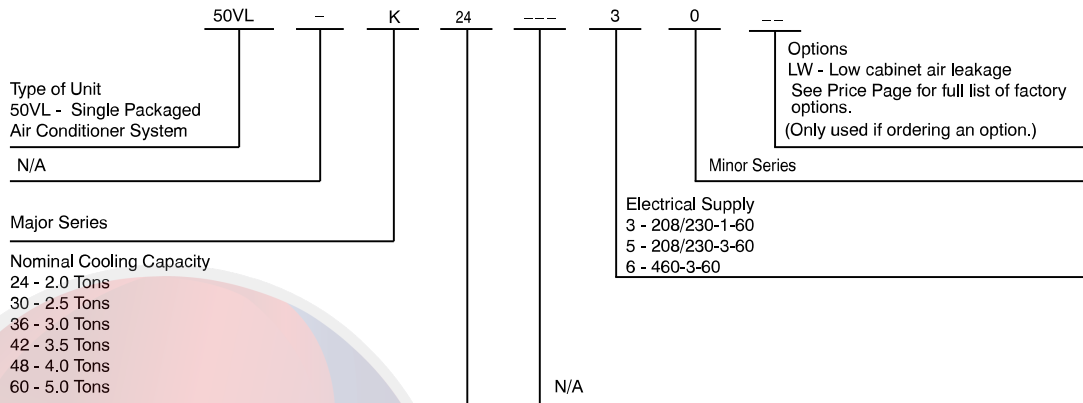 50VL – K 24 --- 3 0 --
Type of Unit
50VL - Single Packaged
Air Conditioner System
N/A
Major Series
Nominal Cooling Capacity
24 - 2.0 Tons
30 - 2.5 Tons
36 - 3.0 Tons
42 - 3.5 Tons
48 - 4.0 Tons
60 - 5.0 Tons
Options
LW - Low cabinet air leakage
See Price Page for full list of factory
options.
(Only used if ordering an option.)
Minor Series
Electrical Supply
3 - 208/230-1-60
5 - 208/230-3-60
6 - 460-3-60
N/A